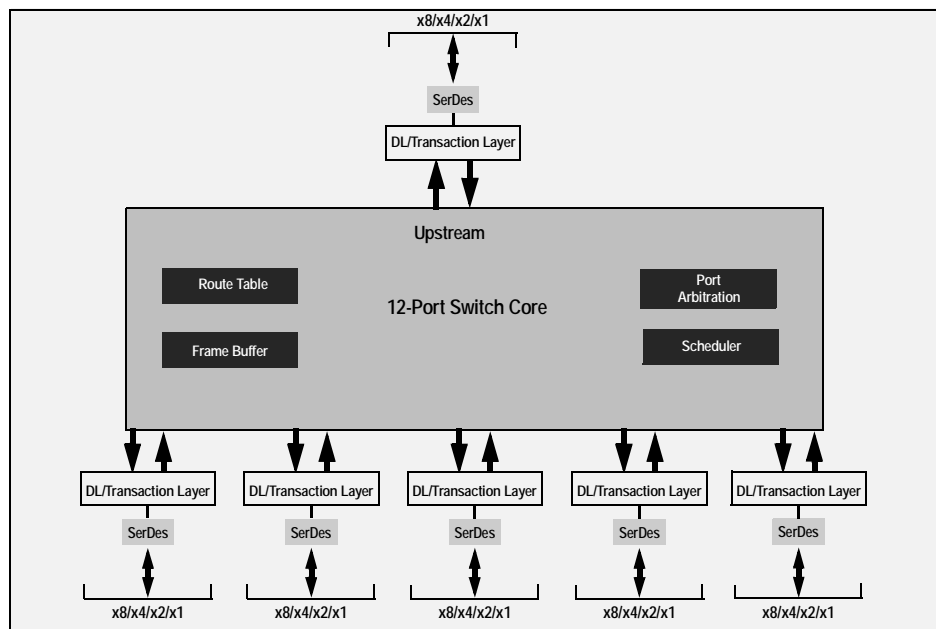 x8/x4/x2/x1
SerDes
DL/Transaction Layer
Upstream
Route Table
Port
Arbitration
12-Port Switch Core
Frame Buffer
Scheduler
DL/Transaction Layer
DL/Transaction Layer
DL/Transaction Layer
DL/Transaction Layer
DL/Transaction Layer
SerDes
SerDes
SerDes
SerDes
SerDes
x8/x4/x2/x1
x8/x4/x2/x1
x8/x4/x2/x1
x8/x4/x2/x1
x8/x4/x2/x1